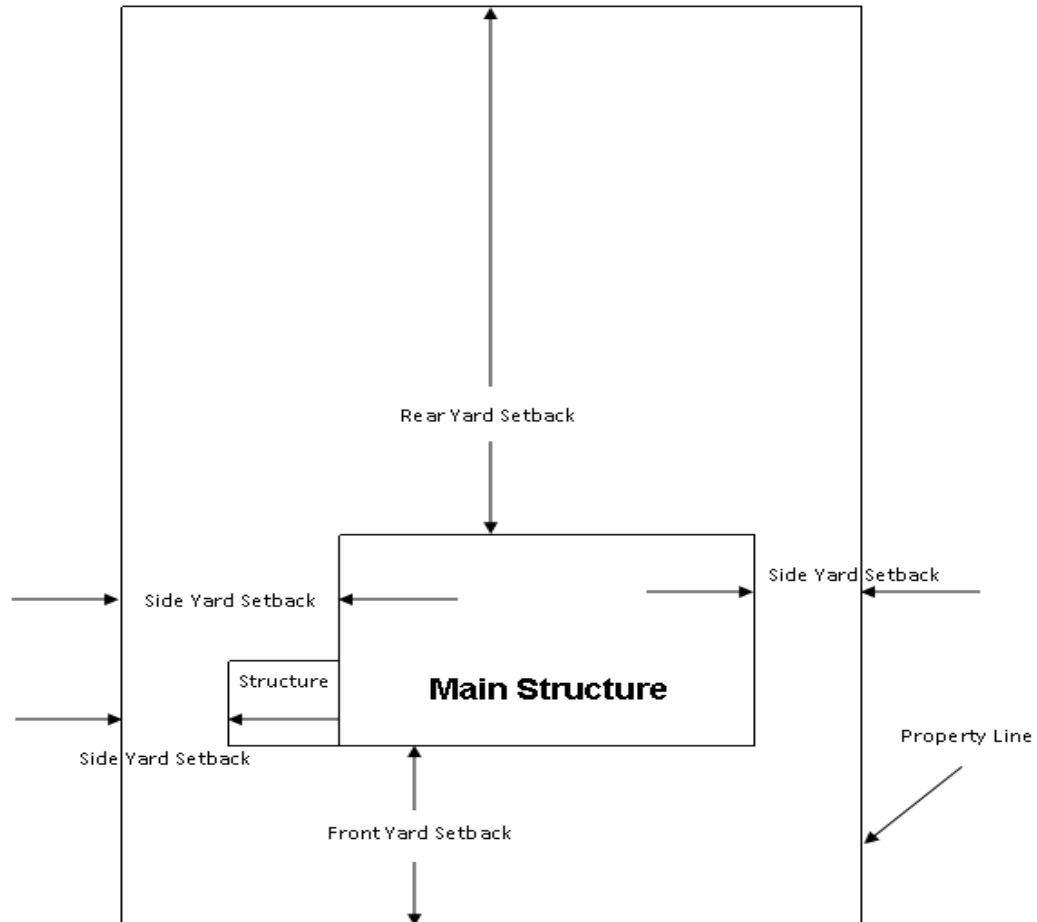 Rear Yard Setback
Side Yard Setback
Side Yard Setback
Structure
Main Structure
Property Line
Side Yard Setback
Front Yard Setback